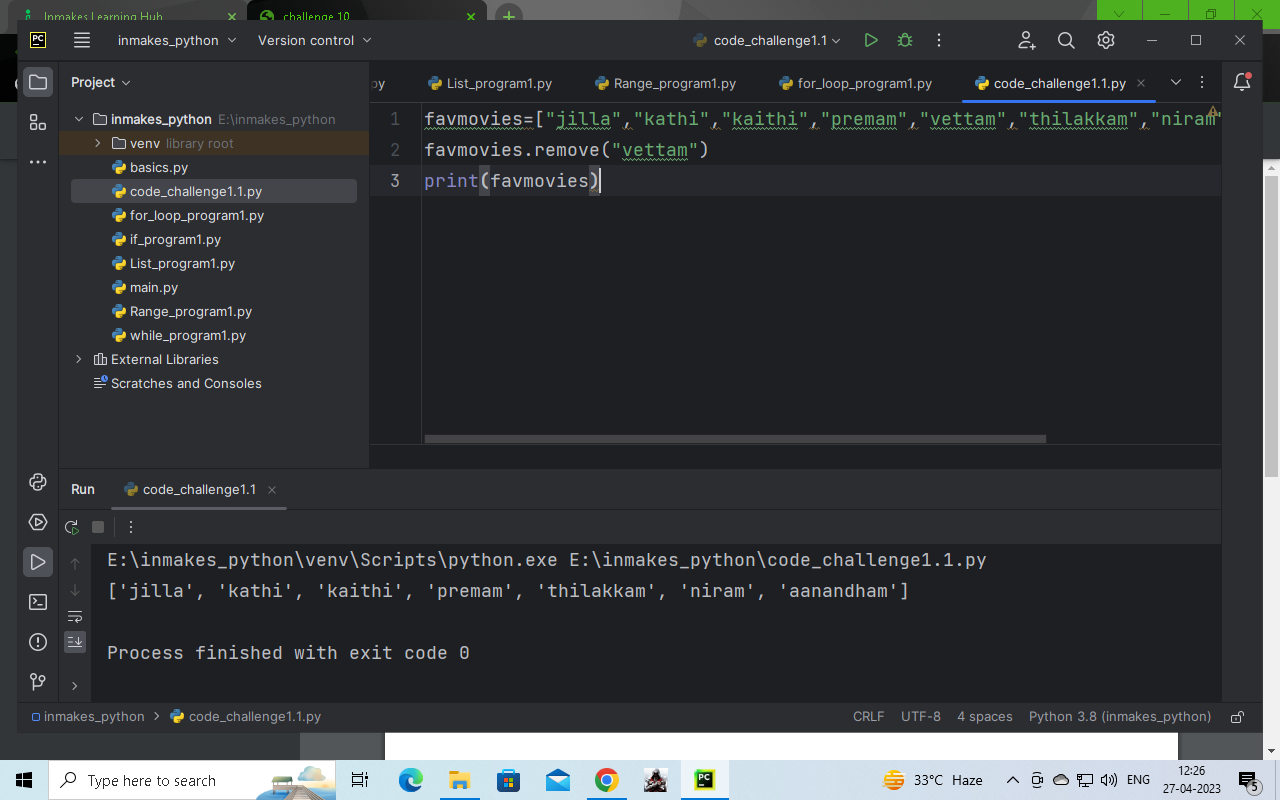 Inmakes Learning Hub
challenge 10
PC
inmakes_python
Version control
code_challenge1.1
Project
py
List_program1.py
Range_program1.py
for_loop_program1.py
code_challenge1.1.py
inmakes_python E:\inmakes_python
venv library root
basics.py
code_challenge1.1.py
for_loop_program1.py
if_program1.py
List_program1.py
main.py
Range_program1.py
while_program1.py
External Libraries
Scratches and Consoles
1 favmovies=["jilla","kathi","kaithi","premam","vettam","thilakkam","niram"
2 favmovies.remove("vettam")
3 print(favmovies)
Run
code_challenge1.1
E:\inmakes_python\venv\Scripts\python.exe E:\inmakes_python\code_challenge1.1.py
['jilla', 'kathi', 'kaithi', 'premam', 'thilakkam', 'niram', 'aanandham']
Process finished with exit code 0
inmakes_python > code_challenge1.1.py
CRLF UTF-8 4 spaces Python 3.8 (inmakes_python)
Type here to search
PC
33°C Haze
ENG
12:26
27-04-2023
5